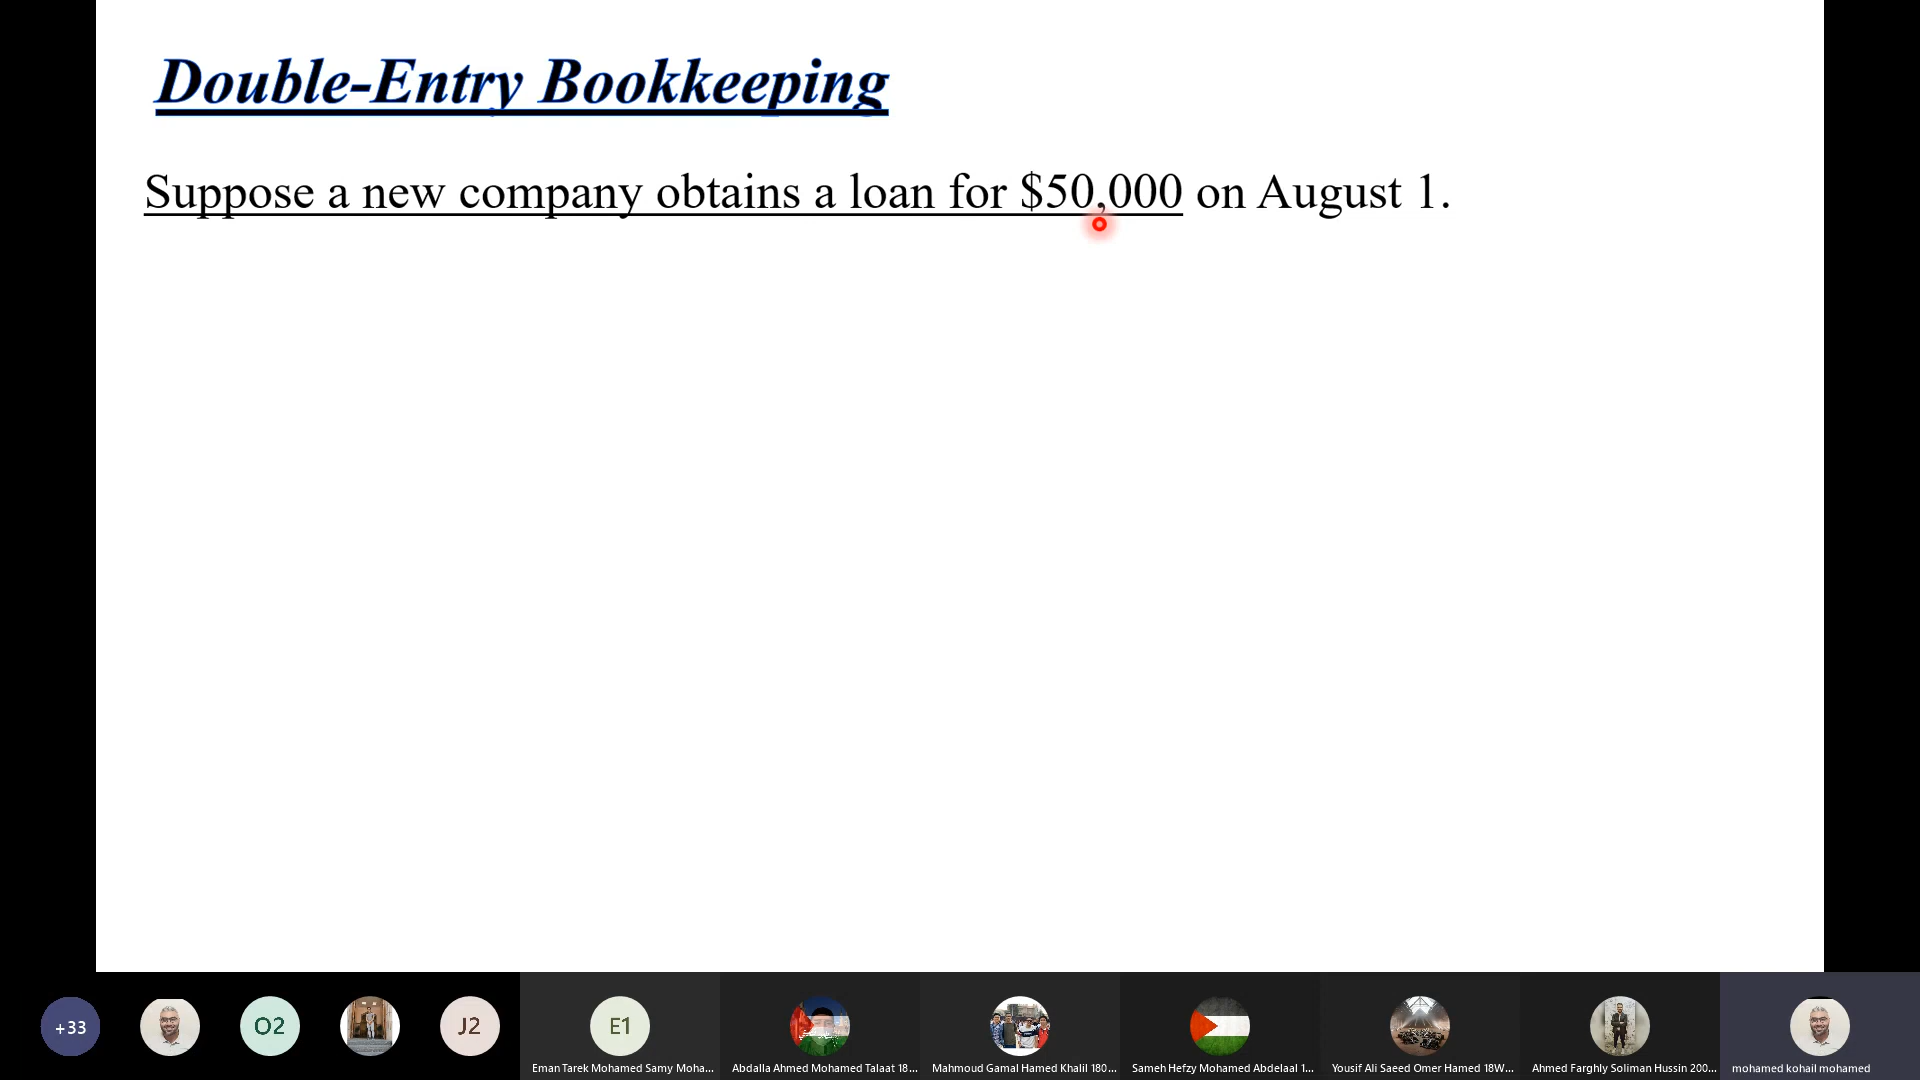 Double-Entry Bookkeeping
Suppose a new company obtains a loan for $50,000 on August 1.
+33
O2
J2
E1
Eman Tarek Mohamed Samy Moha...
Abdalla Ahmed Mohamed Talaat 18...
Mahmoud Gamal Hamed Khalil 180...
Sameh Hefzy Mohamed Abdelaal 1...
Yousif Ali Saeed Omer Hamed 18W...
Ahmed Farghly Soliman Hussin 200...
mohamed kohail mohamed